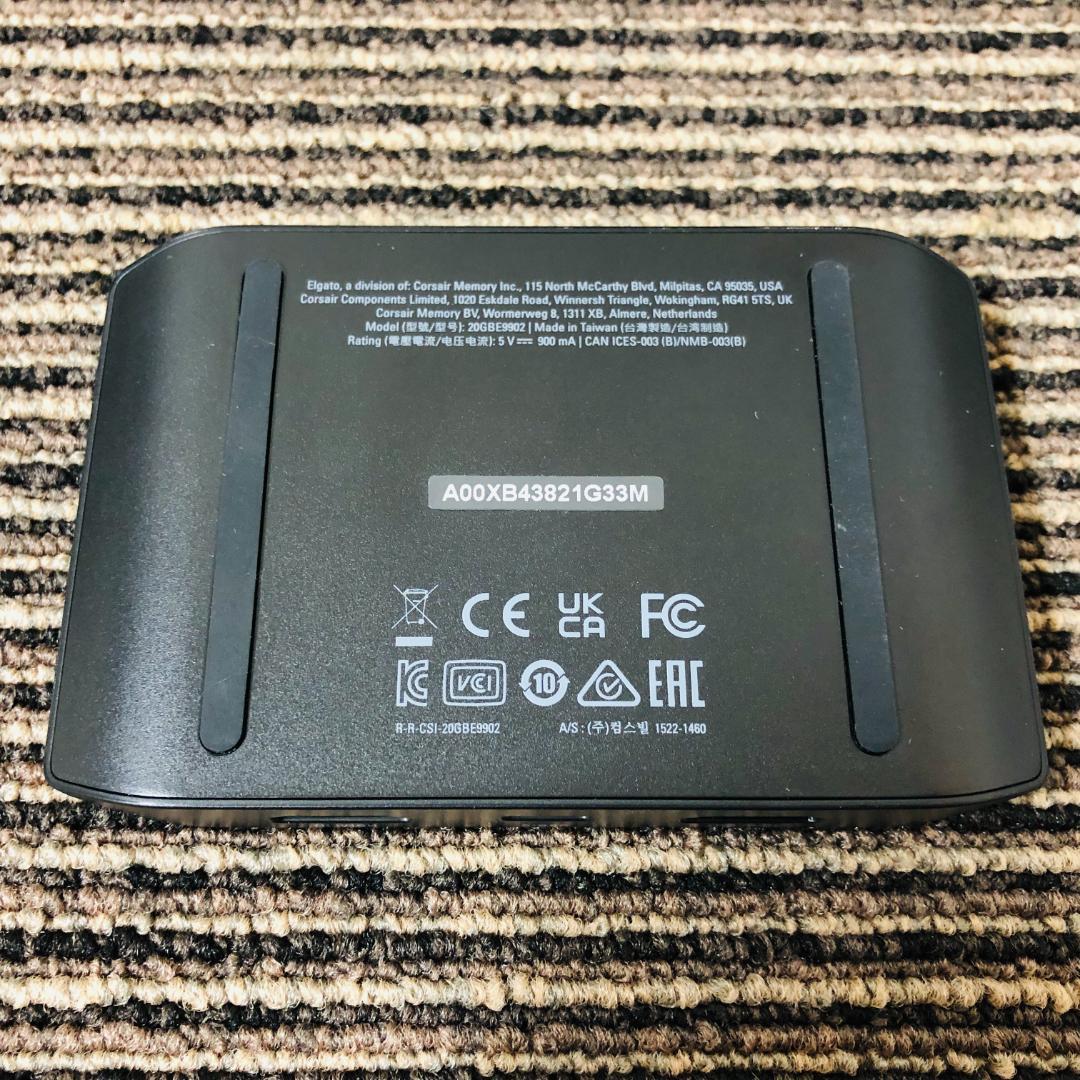 Elgato, a division of: Corsair Memory Inc., 115 North McCarthy Blvd, Milpitas, CA 95035, USA
Corsair Components Limited, 1020 Eskdale Road, Winnersh Triangle, Wokingham, RG41 5TS, UK
Corsair Memory BV, Wormerweg 8, 1311 XB, Almere, Netherlands
Model (型號/型号): 20GBE9902 | Made in Taiwan (台灣製造/台湾制造)
Rating (電壓電流/电压电流): 5 V⎓ 900 mA | CAN ICES-003 (B)/NMB-003(B)
A00XB43821G33M
CE UK CA FC
KC VCCI 10 EAC
R-R-CSI-20GBE9902 A/S : (주)컴스빌 1522-1460